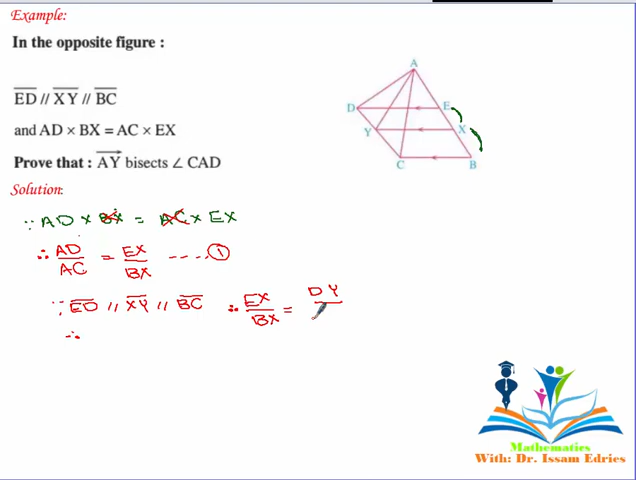 Example:
In the opposite figure :
ED // XY // BC
and AD × BX = AC × EX
Prove that : AY bisects ∠ CAD
Solution:
∵ AD × BX = AC × EX
∴ AD/AC = EX/BX ---- ①
∵ ED // XY // BC ∴ EX/BX = DY/
∴
A
D
E
Y
X
C
B
Mathematics
With: Dr. Issam Edries